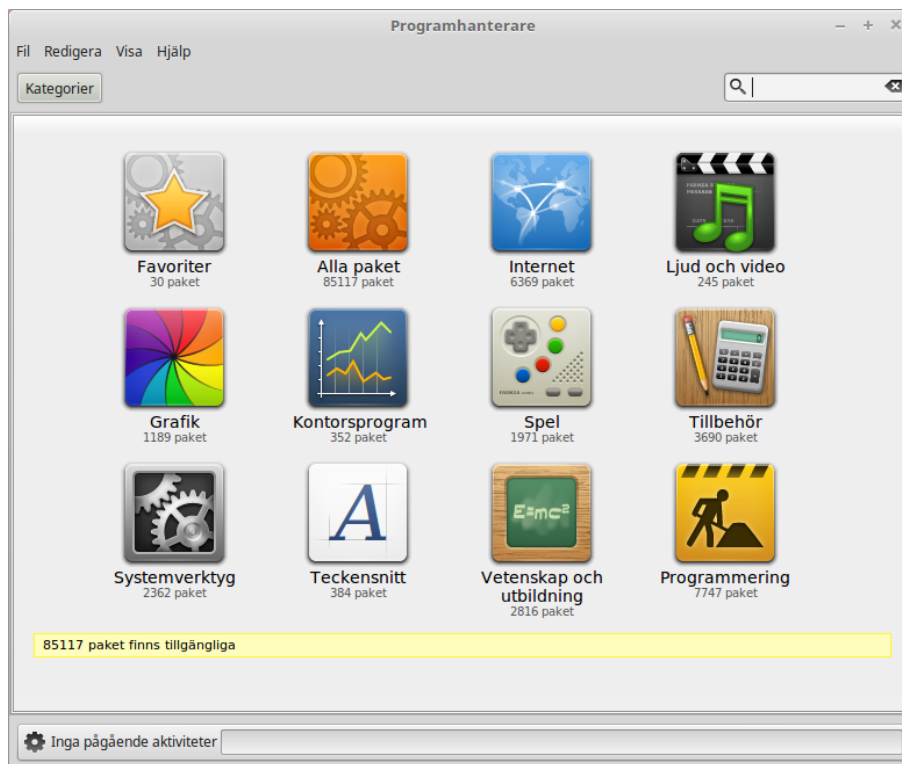 Programhanterare
Fil Redigera Visa Hjälp
Kategorier
Favoriter
30 paket
Alla paket
85117 paket
Internet
6369 paket
Ljud och video
245 paket
Grafik
1189 paket
Kontorsprogram
352 paket
Spel
1971 paket
Tillbehör
3690 paket
Systemverktyg
2362 paket
A
Teckensnitt
384 paket
E=mc²
Vetenskap och
utbildning
2816 paket
Programmering
7747 paket
85117 paket finns tillgängliga
Inga pågående aktiviteter